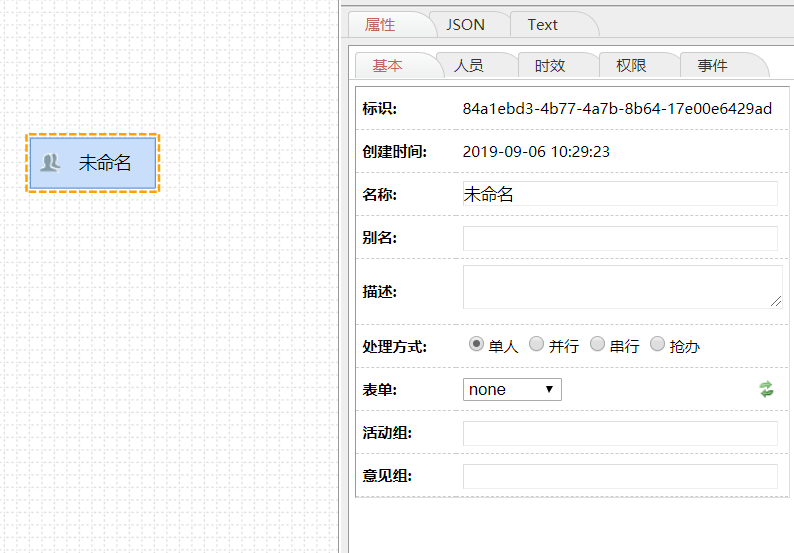 属性 JSON Text
基本 人员 时效 权限 事件
未命名
标识: 84a1ebd3-4b77-4a7b-8b64-17e00e6429ad
创建时间: 2019-09-06 10:29:23
名称: 未命名
别名:
描述:
处理方式: 单人 并行 串行 抢办
表单: none
活动组:
意见组: